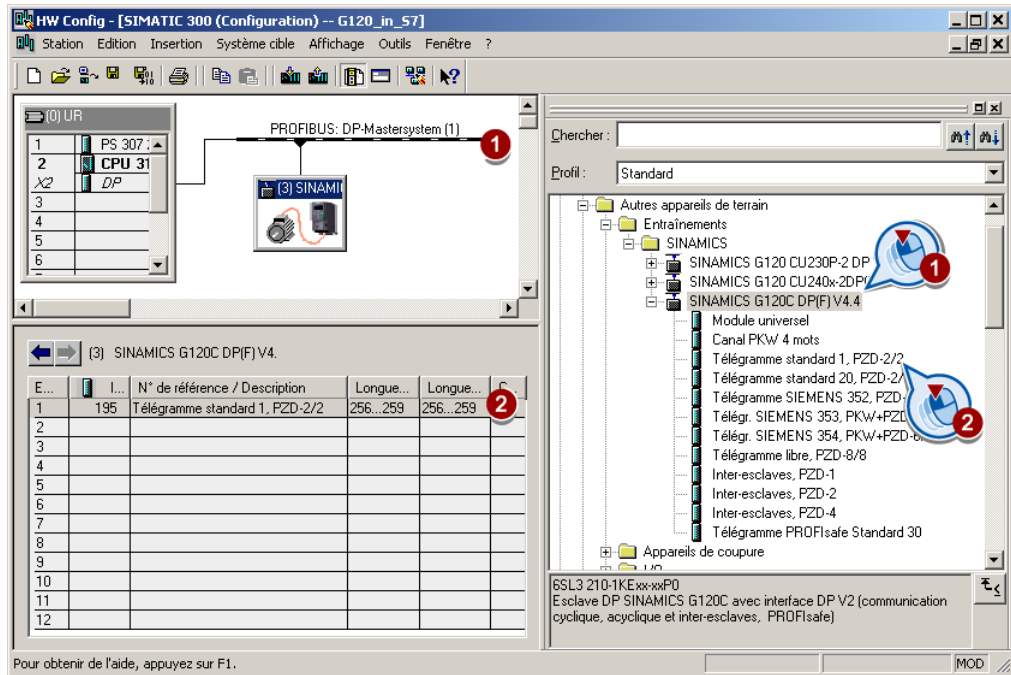 HW Config - [SIMATIC 300 (Configuration) -- G120_in_S7]
Station Edition Insertion Système cible Affichage Outils Fenêtre ?
(0) UR
1 PS 307
2 CPU 31
X2 DP
3
4
5
6
PROFIBUS: DP-Mastersystem (1)
1
(3) SINAMI
(3) SINAMICS G120C DP(F) V4.
E... I... N° de référence / Description Longue... Longue... C...
1 195 Télégramme standard 1, PZD-2/2 256...259 256...259
2
2
3
4
5
6
7
8
9
10
11
12
Chercher :
Profil : Standard
Autres appareils de terrain
Entraînements
SINAMICS
SINAMICS G120 CU230P-2 DP
SINAMICS G120 CU240x-2DP
SINAMICS G120C DP(F) V4.4
1
Module universel
Canal PKW 4 mots
Télégramme standard 1, PZD-2/2
Télégramme standard 20, PZD-2/
Télégramme SIEMENS 352, PZD-
Télégr. SIEMENS 353, PKW+PZD-
Télégr. SIEMENS 354, PKW+PZD-6/
2
Télégramme libre, PZD-8/8
Inter-esclaves, PZD-1
Inter-esclaves, PZD-2
Inter-esclaves, PZD-4
Télégramme PROFIsafe Standard 30
Appareils de coupure
6SL3 210-1KExx-xxP0
Esclave DP SINAMICS G120C avec interface DP V2 (communication
cyclique, acyclique et inter-esclaves, PROFIsafe)
Pour obtenir de l'aide, appuyez sur F1.
MOD